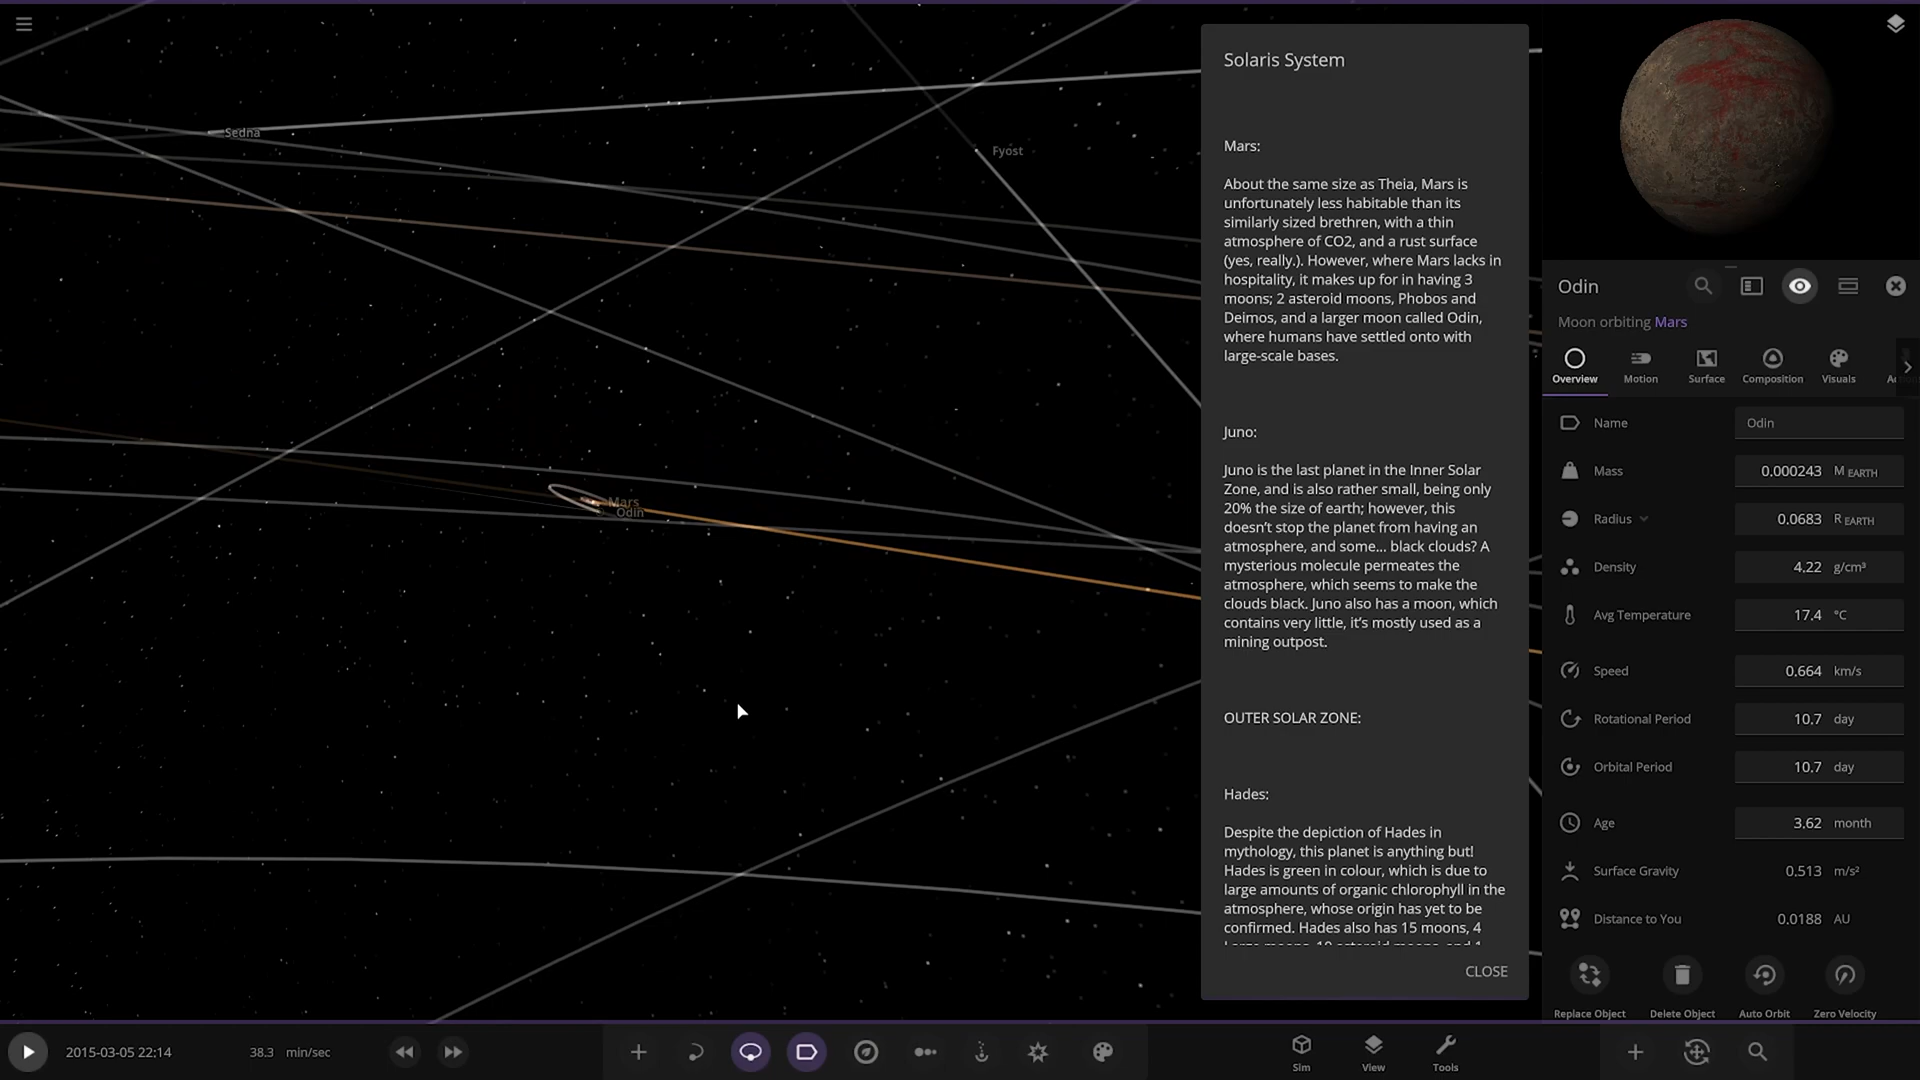 Sedna
Fyost
Mars
Odin
Solaris System
Mars:
About the same size as Theia, Mars is
unfortunately less habitable than its
similarly sized brethren, with a thin
atmosphere of CO2, and a rust surface
(yes, really.). However, where Mars lacks in
hospitality, it makes up for in having 3
moons; 2 asteroid moons, Phobos and
Deimos, and a larger moon called Odin,
where humans have settled onto with
large-scale bases.
Juno:
Juno is the last planet in the Inner Solar
Zone, and is also rather small, being only
20% the size of earth; however, this
doesn't stop the planet from having an
atmosphere, and some... black clouds? A
mysterious molecule permeates the
atmosphere, which seems to make the
clouds black. Juno also has a moon, which
contains very little, it's mostly used as a
mining outpost.
OUTER SOLAR ZONE:
Hades:
Despite the depiction of Hades in
mythology, this planet is anything but!
Hades is green in colour, which is due to
large amounts of organic chlorophyll in the
atmosphere, whose origin has yet to be
confirmed. Hades also has 15 moons, 4
CLOSE
Odin
Moon orbiting Mars
Overview Motion Surface Composition Visuals
Name Odin
Mass 0.000243 M EARTH
Radius 0.0683 R EARTH
Density 4.22 g/cm³
Avg Temperature 17.4 °C
Speed 0.664 km/s
Rotational Period 10.7 day
Orbital Period 10.7 day
Age 3.62 month
Surface Gravity 0.513 m/s²
Distance to You 0.0188 AU
Replace Object Delete Object Auto Orbit Zero Velocity
2015-03-05 22:14 38.3 min/sec
Sim View Tools